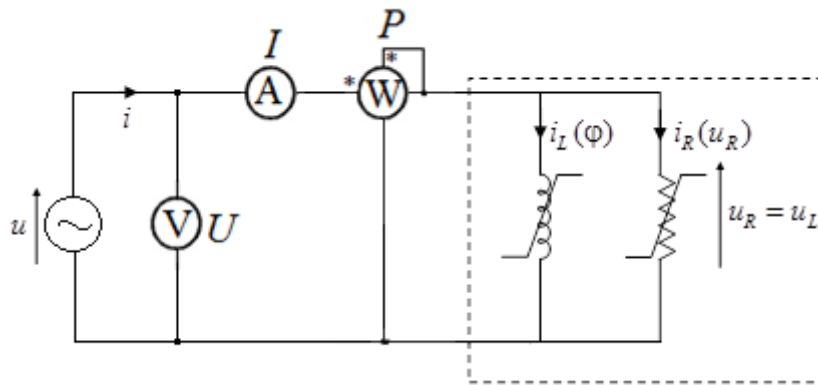 P
I
*
A
*
W
i
i_L(φ)
i_R(u_R)
u
V
U
u_R = u_L